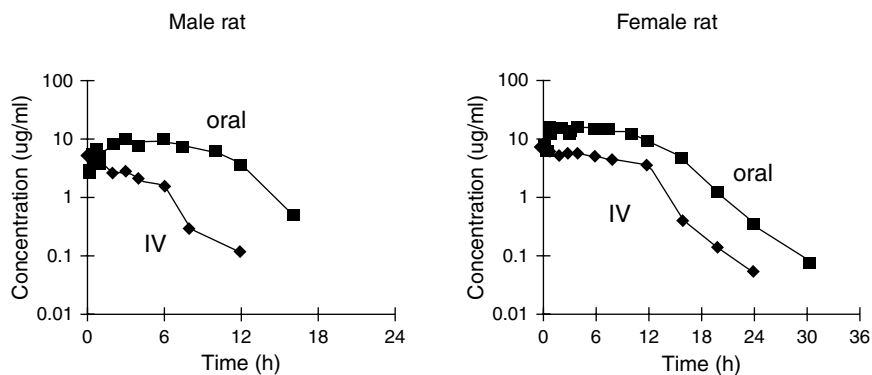 Male rat
Concentration (ug/ml)
100
10
1
0.1
0.01
oral
IV
0
6
12
18
24
Time (h)
Female rat
Concentration (ug/ml)
100
10
1
0.1
0.01
oral
IV
0
6
12
18
24
30
36
Time (h)